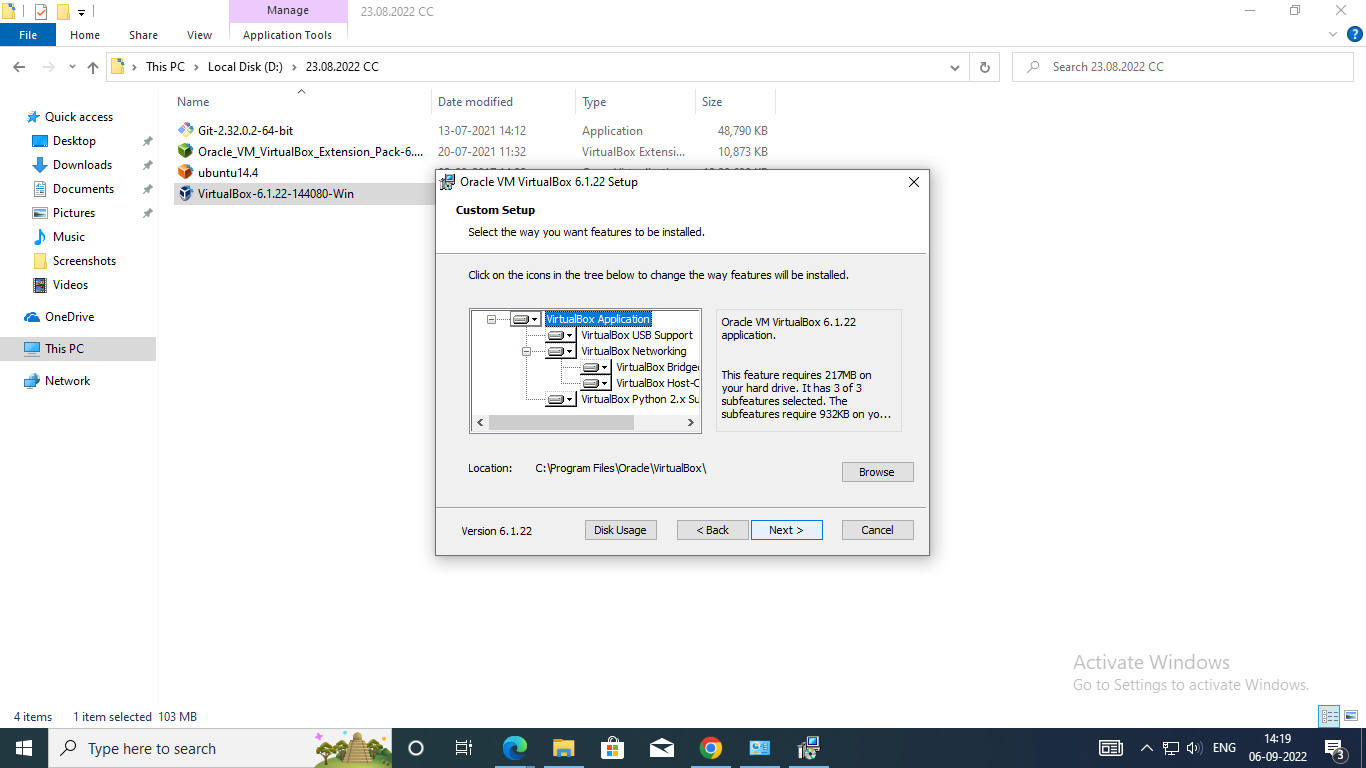 Manage
23.08.2022 CC
File
Home
Share
View
Application Tools
?
This PC
Local Disk (D:)
23.08.2022 CC
Search 23.08.2022 CC
Quick access
Desktop
Downloads
Documents
Pictures
Music
Screenshots
Videos
OneDrive
This PC
Network
Name
Date modified
Type
Size
Git-2.32.0.2-64-bit
13-07-2021 14:12
Application
48,790 KB
Oracle_VM_VirtualBox_Extension_Pack-6....
20-07-2021 11:32
VirtualBox Extensi...
10,873 KB
ubuntu14.4
VirtualBox-6.1.22-144080-Win
Oracle VM VirtualBox 6.1.22 Setup
Custom Setup
Select the way you want features to be installed.
Click on the icons in the tree below to change the way features will be installed.
VirtualBox Application
VirtualBox USB Support
VirtualBox Networking
VirtualBox Bridge
VirtualBox Host-C
VirtualBox Python 2.x Su
Oracle VM VirtualBox 6.1.22
application.
This feature requires 217MB on
your hard drive. It has 3 of 3
subfeatures selected. The
subfeatures require 932KB on yo...
Location:
C:\Program Files\Oracle\VirtualBox\
Browse
Version 6.1.22
Disk Usage
< Back
Next >
Cancel
Activate Windows
Go to Settings to activate Windows.
4 items
1 item selected 103 MB
Type here to search
ENG
14:19
06-09-2022
3